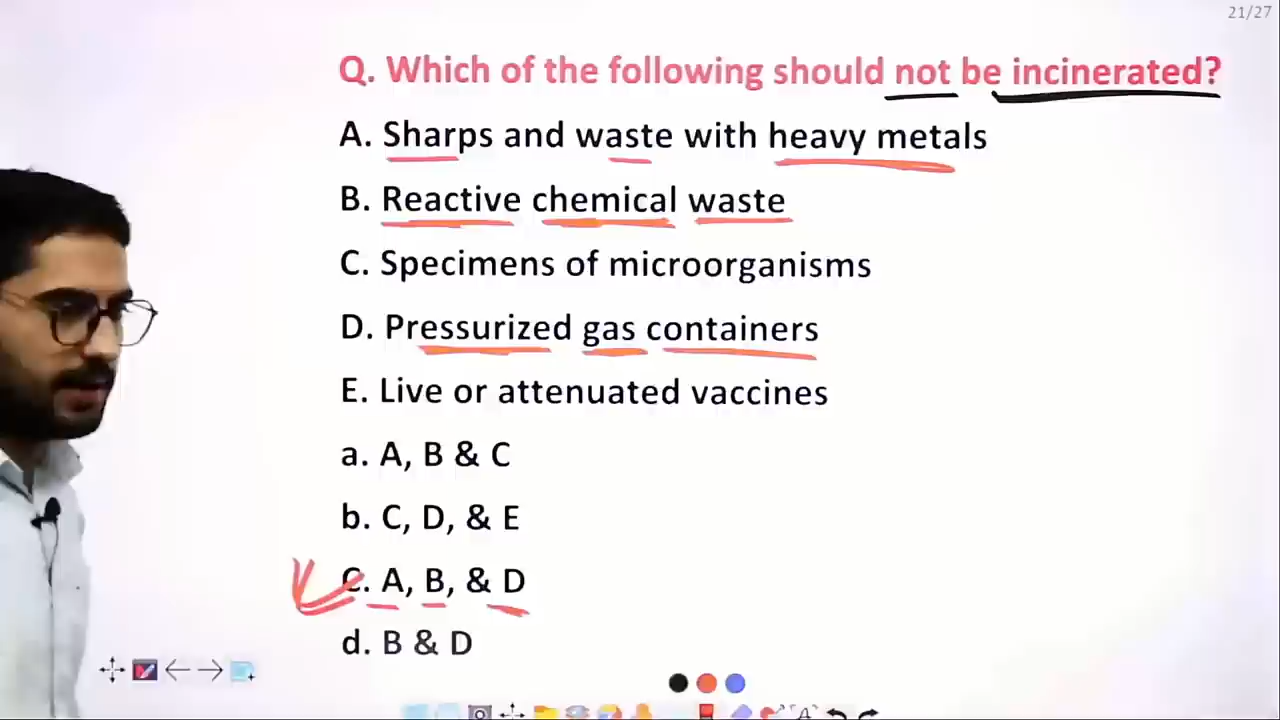 21/27
Q. Which of the following should not be incinerated?
A. Sharps and waste with heavy metals
B. Reactive chemical waste
C. Specimens of microorganisms
D. Pressurized gas containers
E. Live or attenuated vaccines
a. A, B & C
b. C, D, & E
C. A, B, & D
d. B & D